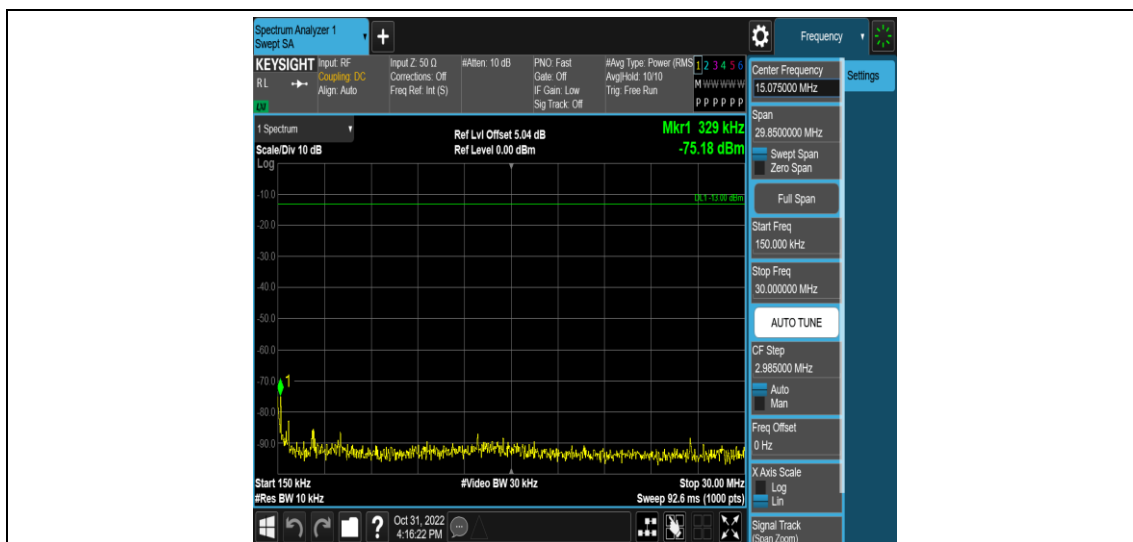 Spectrum Analyzer 1
Swept SA
Frequency
KEYSIGHT
RL
LXI
Input: RF
Coupling: DC
Align: Auto
Input Z: 50 Ω
Corrections: Off
Freq Ref: Int (S)
#Atten: 10 dB
PNO: Fast
Gate: Off
IF Gain: Low
Sig Track: Off
#Avg Type: Power (RMS
Avg|Hold: 10/10
Trig: Free Run
1 2 3 4 5 6
M W W W W W
P P P P P P
1 Spectrum
Scale/Div 10 dB
Ref Lvl Offset 5.04 dB
Ref Level 0.00 dBm
Mkr1 329 kHz
-75.18 dBm
Log
DL1 -13.00 dBm
-10.0
-20.0
-30.0
-40.0
-50.0
-60.0
-70.0
-80.0
-90.0
1
Start 150 kHz
#Res BW 10 kHz
#Video BW 30 kHz
Stop 30.00 MHz
Sweep 92.6 ms (1000 pts)
?
Oct 31, 2022
4:16:22 PM
Center Frequency
15.075000 MHz
Settings
Span
29.8500000 MHz
Swept Span
Zero Span
Full Span
Start Freq
150.000 kHz
Stop Freq
30.000000 MHz
AUTO TUNE
CF Step
2.985000 MHz
Auto
Man
Freq Offset
0 Hz
X Axis Scale
Log
Lin
Signal Track
(Span Zoom)